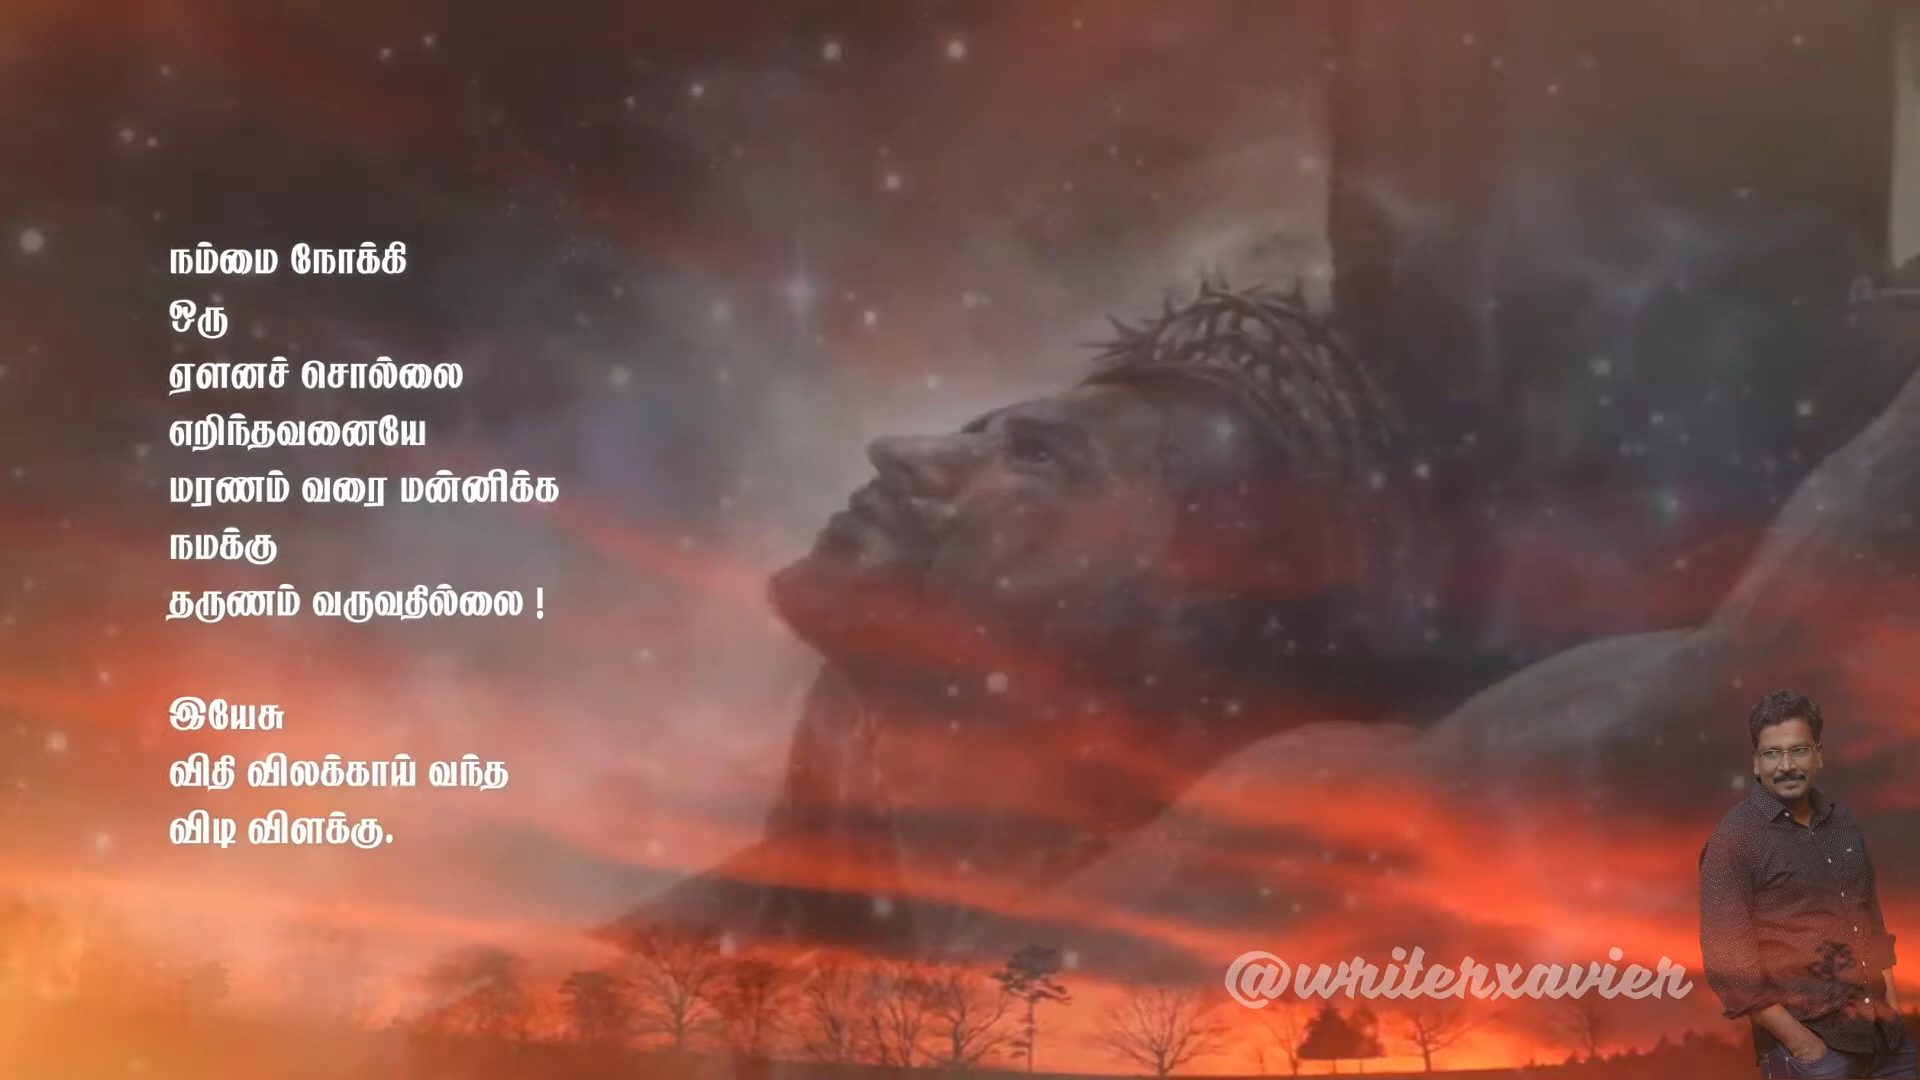 நம்மை நோக்கி
ஒரு
ஏளனச் சொல்லை
எறிந்தவனையே
மரணம் வரை மன்னிக்க
நமக்கு
தருணம் வருவதில்லை !
இயேசு
விதி விலக்காய் வந்த
விடி விளக்கு.
@writerxavier